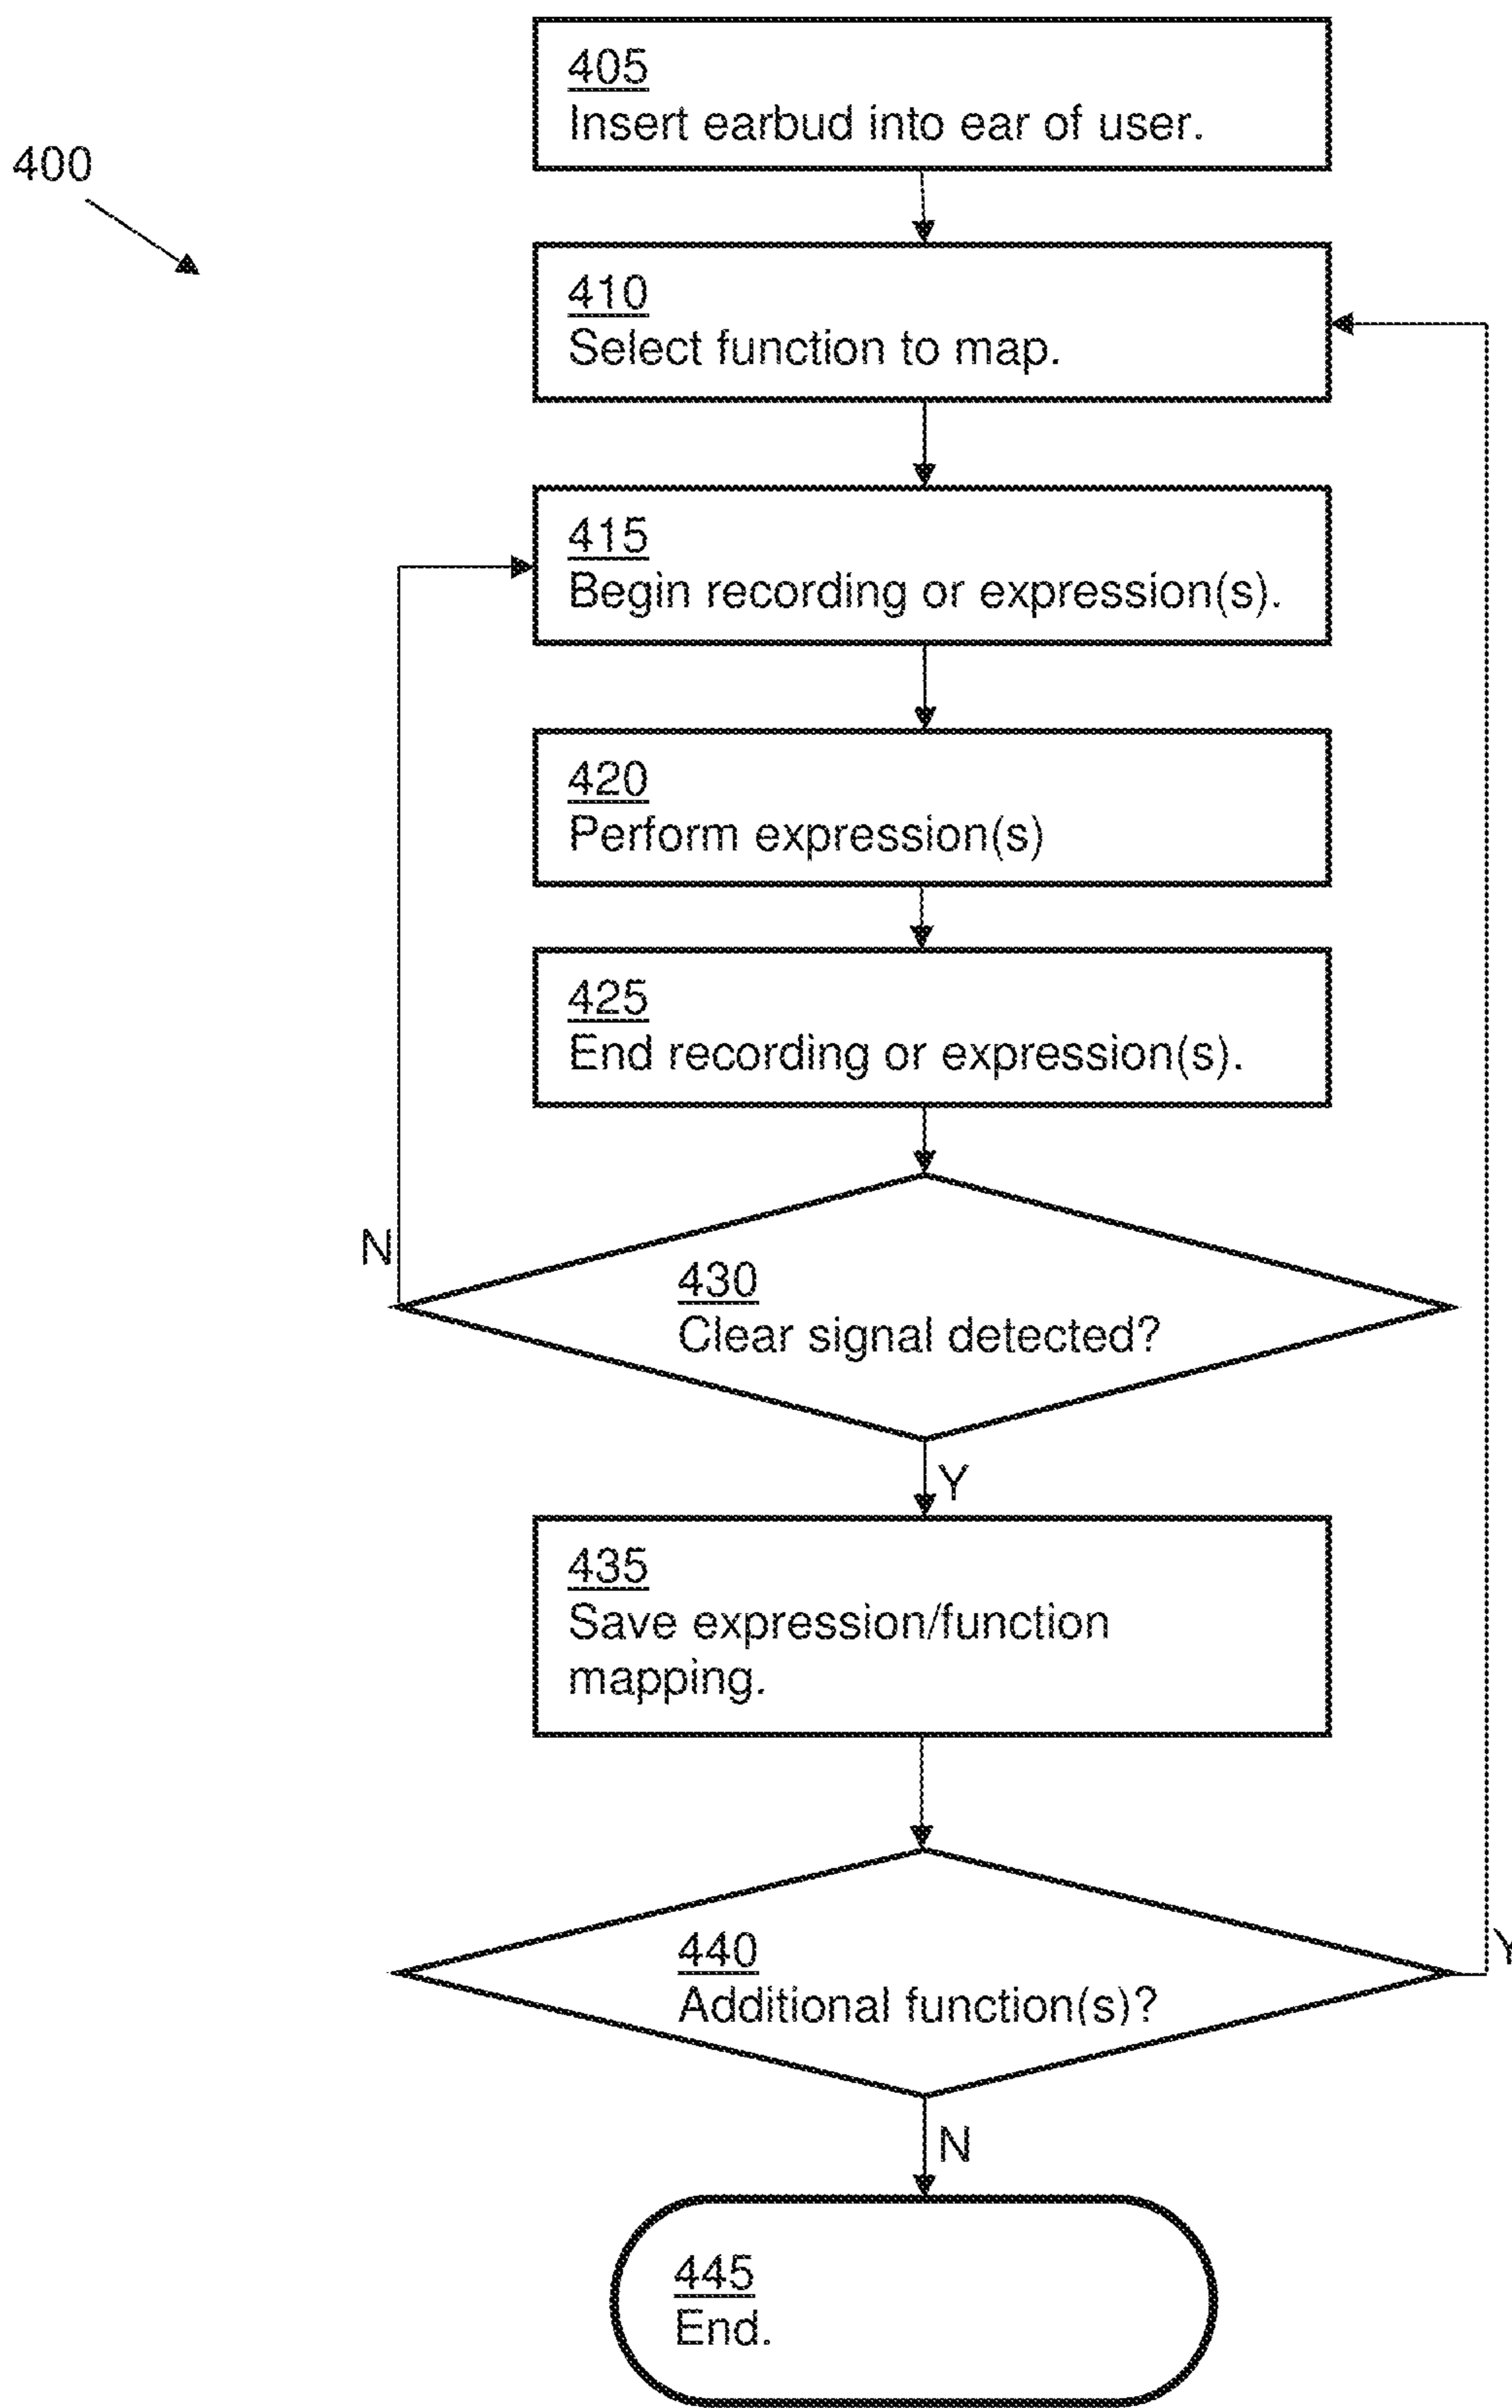 400
405
Insert earbud into ear of user.
410
Select function to map.
415
Begin recording or expression(s).
420
Perform expression(s)
425
End recording or expression(s).
N
430
Clear signal detected?
Y
435
Save expression/function
mapping.
440
Additional function(s)?
Y
N
445
End.